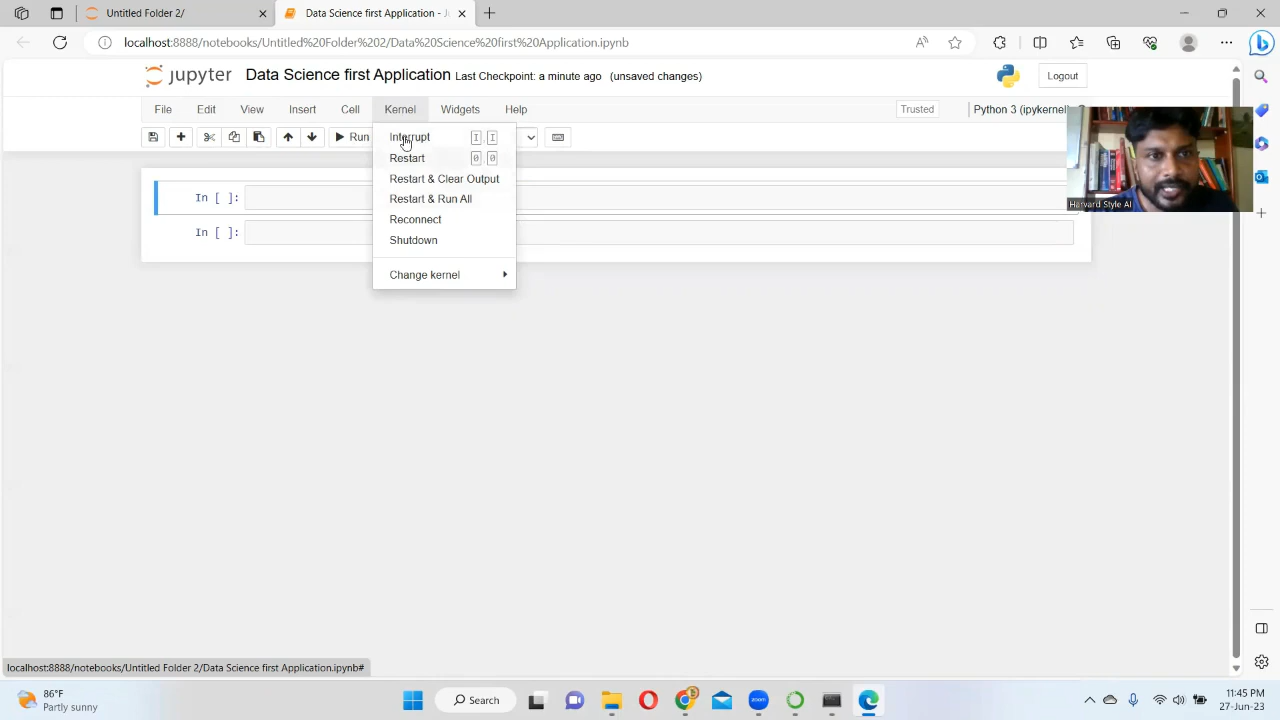 Untitled Folder 2/
Data Science first Application - J
localhost:8888/notebooks/Untitled%20Folder%202/Data%20Science%20first%20Application.ipynb
jupyter Data Science first Application Last Checkpoint: a minute ago (unsaved changes)
Logout
File Edit View Insert Cell Kernel Widgets Help
Trusted
Python 3 (ipykernel)
Run
Interrupt I , I
Restart 0 , 0
Restart & Clear Output
Restart & Run All
Reconnect
Shutdown
Change kernel
In [ ]:
In [ ]:
Harvard Style AI
localhost:8888/notebooks/Untitled Folder 2/Data Science first Application.ipynb#
86°F
Partly sunny
Search
11:45 PM
27-Jun-23